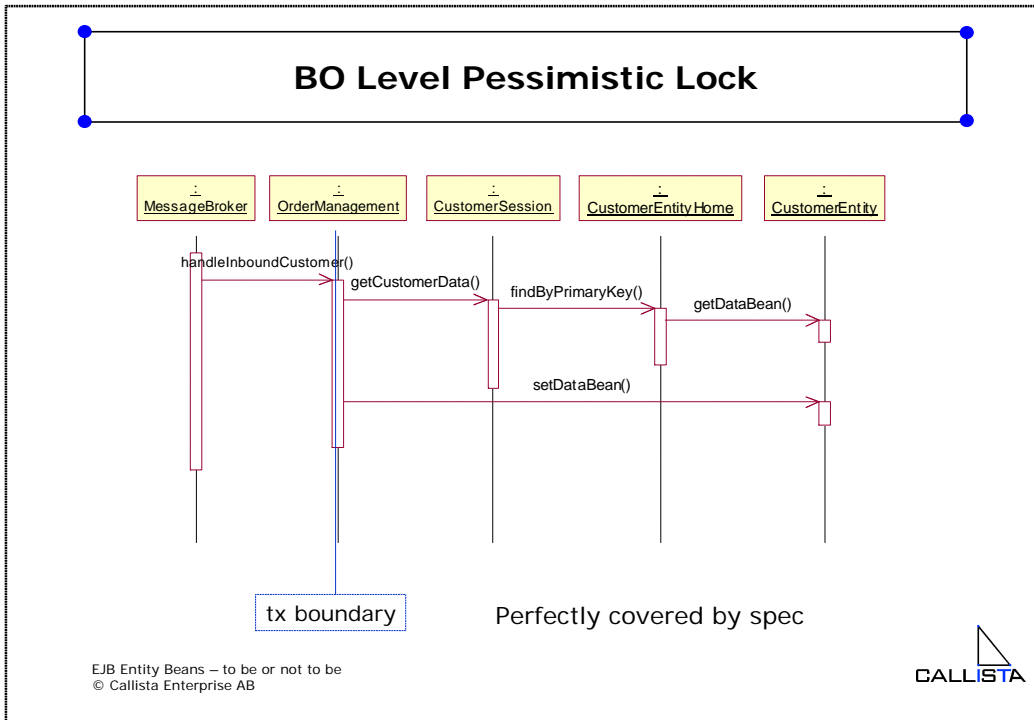 BO Level Pessimistic Lock
:
MessageBroker
:
OrderManagement
:
CustomerSession
:
CustomerEntityHome
:
CustomerEntity
handleInboundCustomer()
getCustomerData()
findByPrimaryKey()
getDataBean()
setDataBean()
tx boundary
Perfectly covered by spec
EJB Entity Beans – to be or not to be
© Callista Enterprise AB
CALLISTA